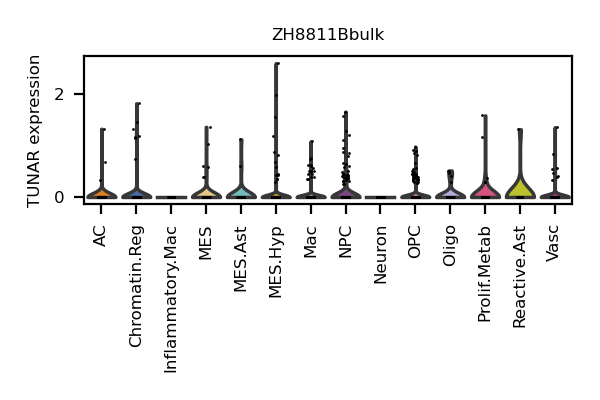 ZH8811Bbulk
TUNAR expression
2
0
AC
Chromatin.Reg
Inflammatory.Mac
MES
MES.Ast
MES.Hyp
Mac
NPC
Neuron
OPC
Oligo
Prolif.Metab
Reactive.Ast
Vasc